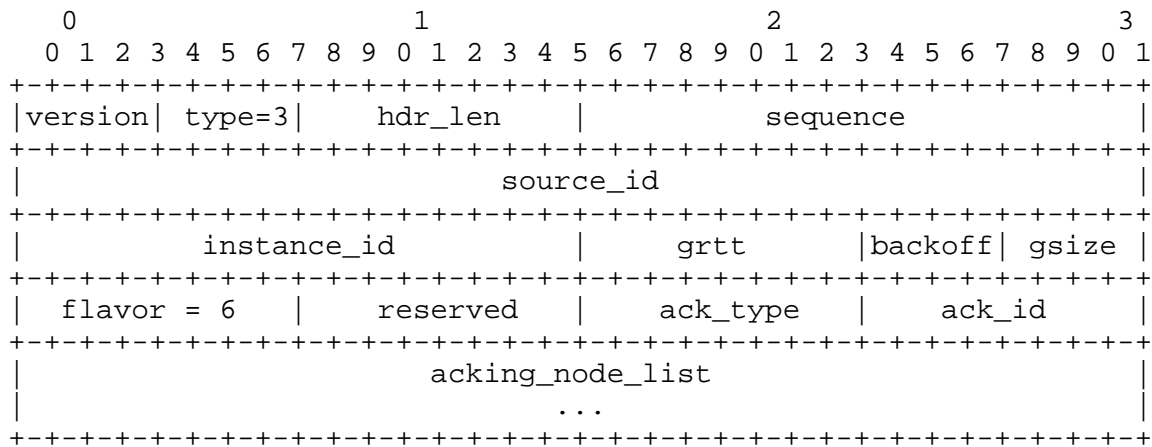 0                   1                   2                   3
 0 1 2 3 4 5 6 7 8 9 0 1 2 3 4 5 6 7 8 9 0 1 2 3 4 5 6 7 8 9 0 1
+-+-+-+-+-+-+-+-+-+-+-+-+-+-+-+-+-+-+-+-+-+-+-+-+-+-+-+-+-+-+-+-+
|version| type=3|    hdr_len    |          sequence             |
+-+-+-+-+-+-+-+-+-+-+-+-+-+-+-+-+-+-+-+-+-+-+-+-+-+-+-+-+-+-+-+-+
|                           source_id                           |
+-+-+-+-+-+-+-+-+-+-+-+-+-+-+-+-+-+-+-+-+-+-+-+-+-+-+-+-+-+-+-+-+
|          instance_id          |     grtt      |backoff| gsize |
+-+-+-+-+-+-+-+-+-+-+-+-+-+-+-+-+-+-+-+-+-+-+-+-+-+-+-+-+-+-+-+-+
|  flavor = 6   |    reserved   |    ack_type   |    ack_id     |
+-+-+-+-+-+-+-+-+-+-+-+-+-+-+-+-+-+-+-+-+-+-+-+-+-+-+-+-+-+-+-+-+
|                       acking_node_list                        |
|                              ...                              |
+-+-+-+-+-+-+-+-+-+-+-+-+-+-+-+-+-+-+-+-+-+-+-+-+-+-+-+-+-+-+-+-+